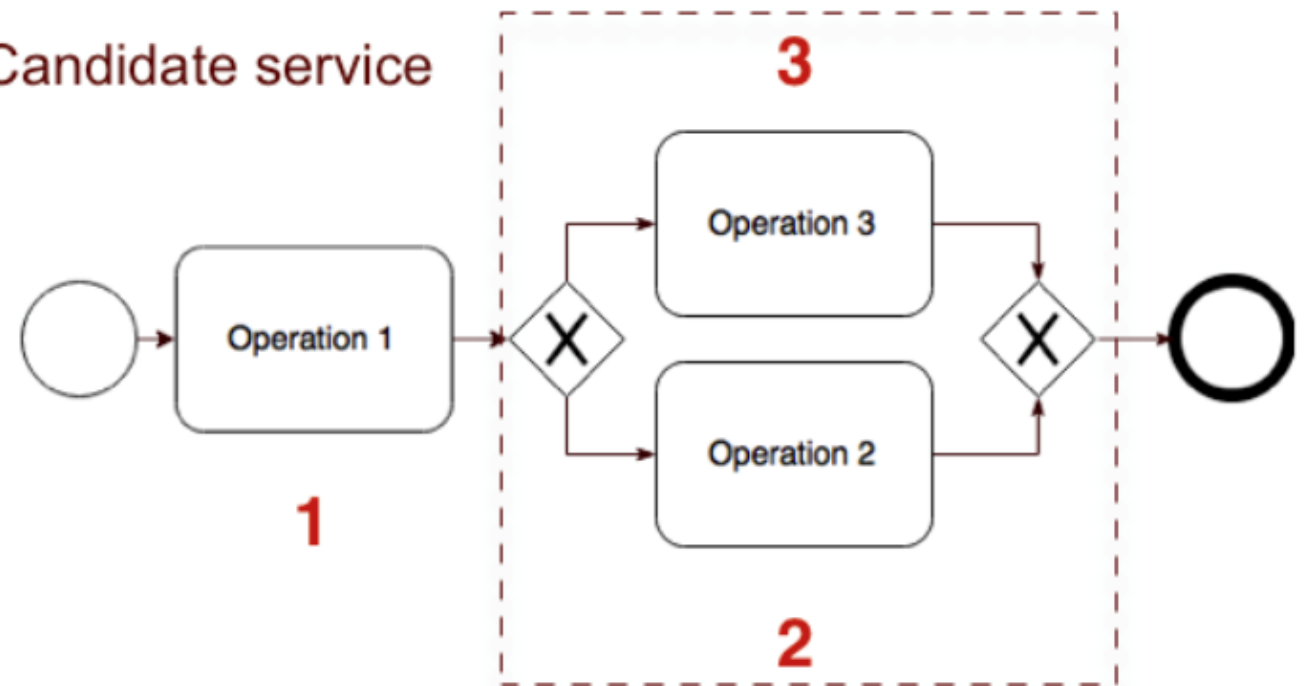 Candidate service
3
Operation 3
X
X
Operation 1
Operation 2
1
2